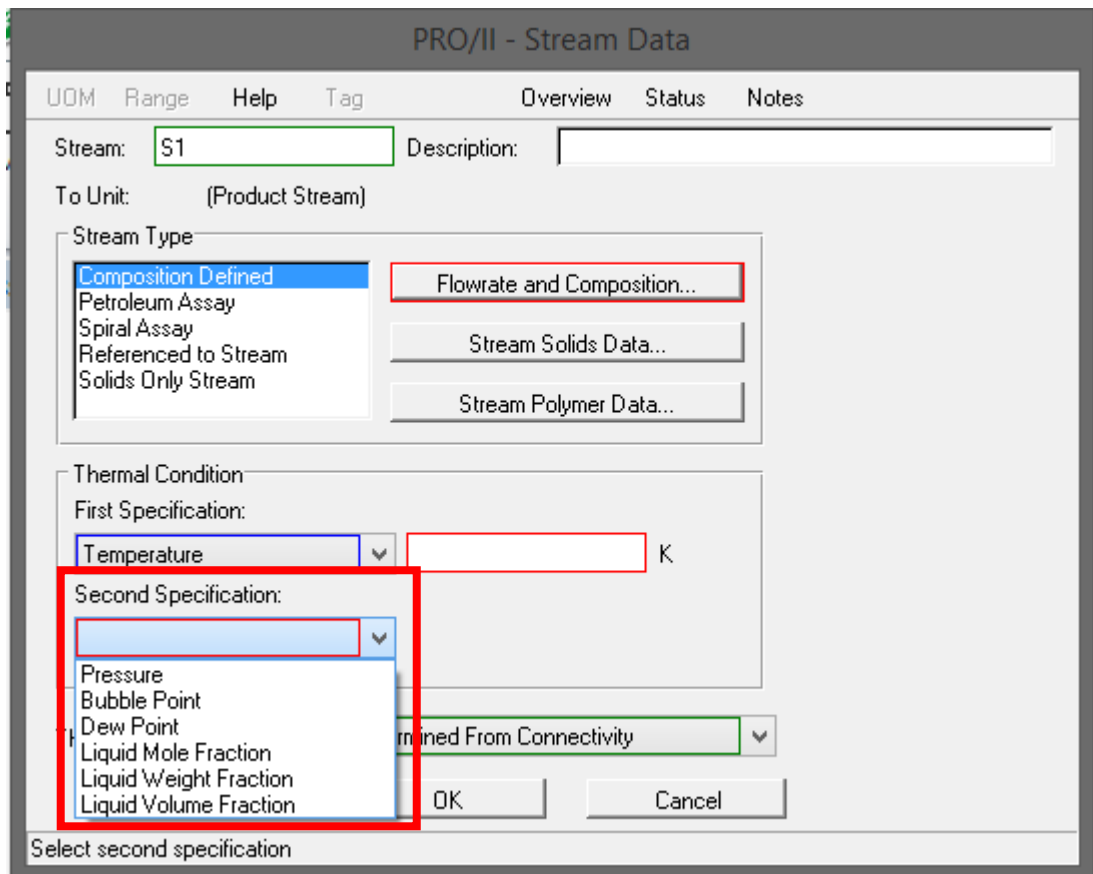 PRO/II - Stream Data
UOM Range Help Tag Overview Status Notes
Stream: S1 Description:
To Unit: (Product Stream)
Stream Type
Composition Defined
Petroleum Assay
Spiral Assay
Referenced to Stream
Solids Only Stream
Flowrate and Composition...
Stream Solids Data...
Stream Polymer Data...
Thermal Condition
First Specification:
Temperature K
Second Specification:
Pressure
Bubble Point
Dew Point
Liquid Mole Fraction
Liquid Weight Fraction
Liquid Volume Fraction
From Connectivity
OK Cancel
Select second specification